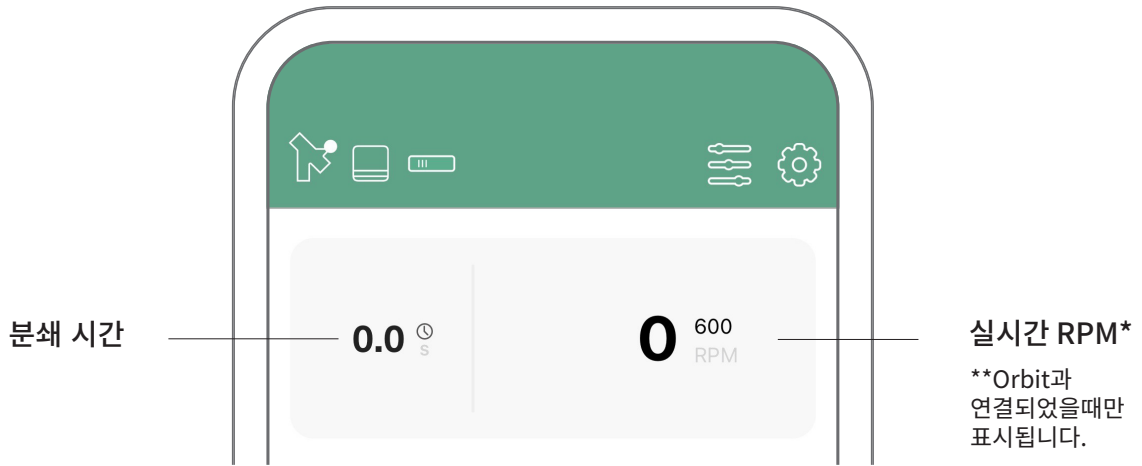 분쇄 시간
0.0 s
0 600 RPM
실시간 RPM*
**Orbit과
연결되었을때만
표시됩니다.